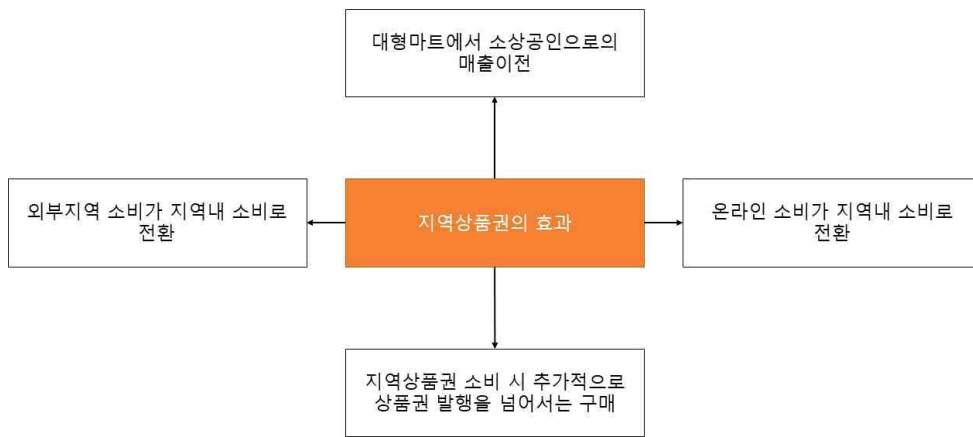 대형마트에서 소상공인으로의
매출이전
외부지역 소비가 지역내 소비로
전환
지역상품권의 효과
온라인 소비가 지역내 소비로
전환
지역상품권 소비 시 추가적으로
상품권 발행을 넘어서는 구매